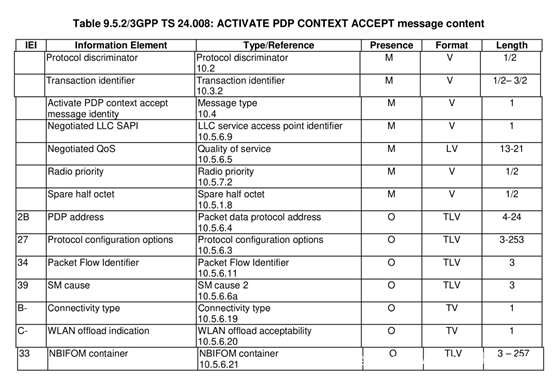 Table 9.5.2/3GPP TS 24.008: ACTIVATE PDP CONTEXT ACCEPT message content
IEI Information Element Type/Reference Presence Format Length
Protocol discriminator Protocol discriminator M V 1/2
10.2
Transaction identifier Transaction identifier M V 1/2– 3/2
10.3.2
Activate PDP context accept Message type M V 1
message identity 10.4
Negotiated LLC SAPI LLC service access point identifier M V 1
10.5.6.9
Negotiated QoS Quality of service M LV 13-21
10.5.6.5
Radio priority Radio priority M V 1/2
10.5.7.2
Spare half octet Spare half octet M V 1/2
10.5.1.8
2B PDP address Packet data protocol address O TLV 4-24
10.5.6.4
27 Protocol configuration options Protocol configuration options O TLV 3-253
10.5.6.3
34 Packet Flow Identifier Packet Flow Identifier O TLV 3
10.5.6.11
39 SM cause SM cause 2 O TLV 3
10.5.6.6a
B- Connectivity type Connectivity type O TV 1
10.5.6.19
C- WLAN offload indication WLAN offload acceptability O TV 1
10.5.6.20
33 NBIFOM container NBIFOM container O TLV 3 – 257
10.5.6.21